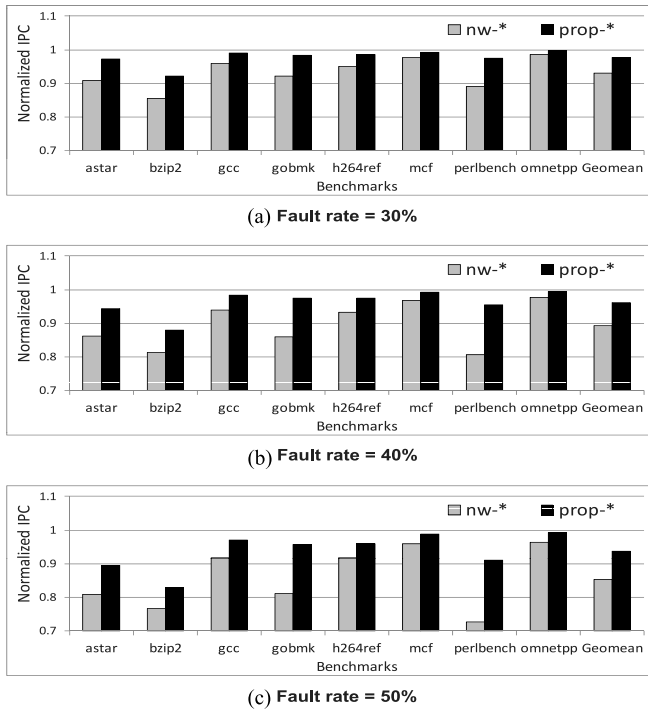 1.1
nw-* prop-*
1
0.9
0.8
0.7
Normalized IPC
astar bzip2 gcc gobmk h264ref mcf perlbench omnetpp Geomean
Benchmarks
(a) Fault rate = 30%
1.1
nw-* prop-*
1
0.9
0.8
0.7
Normalized IPC
astar bzip2 gcc gobmk h264ref mcf perlbench omnetpp Geomean
Benchmarks
(b) Fault rate = 40%
1.1
nw-* prop-*
1
0.9
0.8
0.7
Normalized IPC
astar bzip2 gcc gobmk h264ref mcf perlbench omnetpp Geomean
Benchmarks
(c) Fault rate = 50%